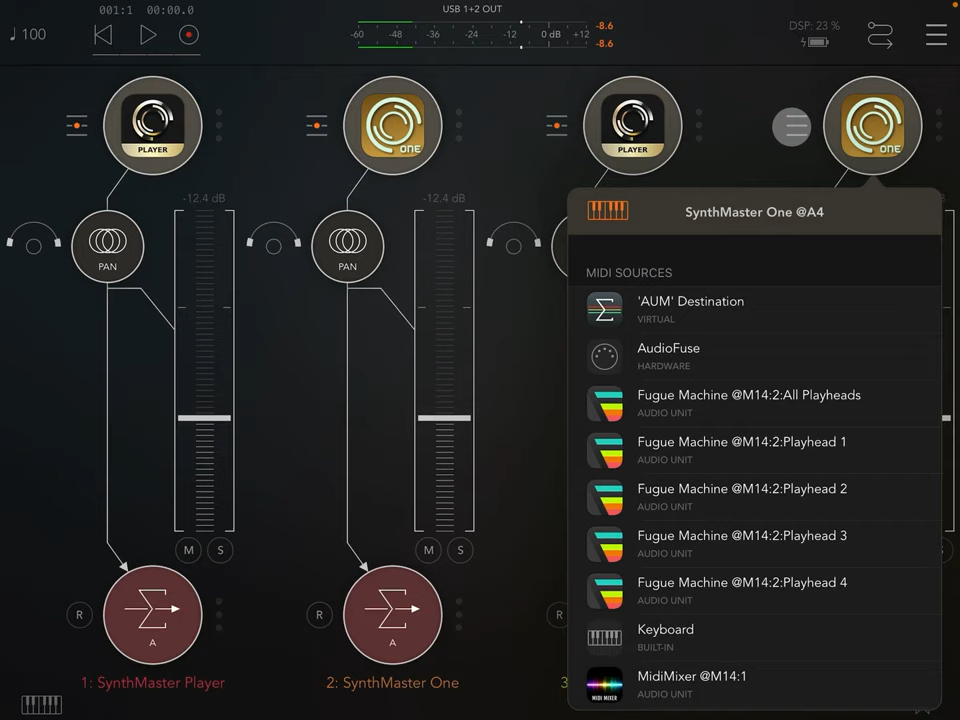 001:1 00:00.0
USB 1+2 OUT
♩100
-60 -48 -36 -24 -12 0 dB +12
-8.6
-8.6
DSP: 23 %
PLAYER
ONE
PLAYER
ONE
-12.4 dB
-12.4 dB
PAN
PAN
SynthMaster One @A4
MIDI SOURCES
'AUM' Destination
VIRTUAL
AudioFuse
HARDWARE
Fugue Machine @M14:2:All Playheads
AUDIO UNIT
Fugue Machine @M14:2:Playhead 1
AUDIO UNIT
Fugue Machine @M14:2:Playhead 2
AUDIO UNIT
Fugue Machine @M14:2:Playhead 3
AUDIO UNIT
Fugue Machine @M14:2:Playhead 4
AUDIO UNIT
Keyboard
BUILT-IN
MidiMixer @M14:1
AUDIO UNIT
MIDI MIXER
M S
M S
R
A
R
A
R
1: SynthMaster Player
2: SynthMaster One
3